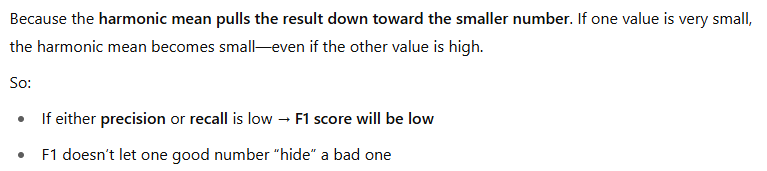 Because the harmonic mean pulls the result down toward the smaller number. If one value is very small,
the harmonic mean becomes small—even if the other value is high.
So:
• If either precision or recall is low → F1 score will be low
• F1 doesn't let one good number “hide” a bad one